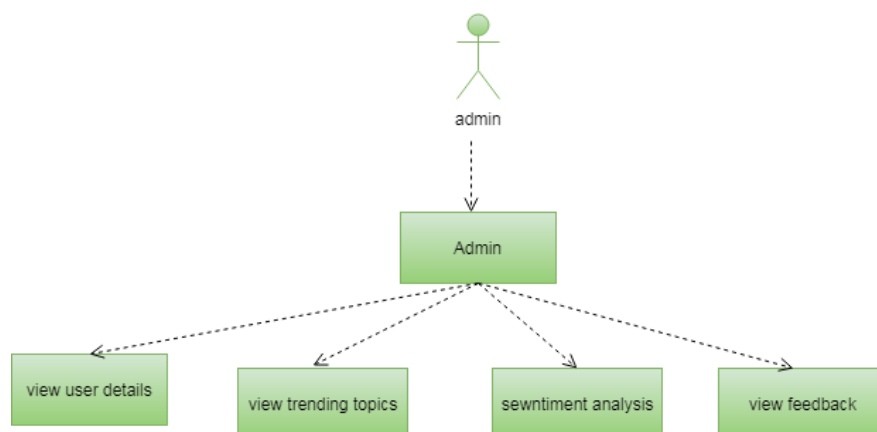 admin
Admin
view user details
view trending topics
sewntiment analysis
view feedback